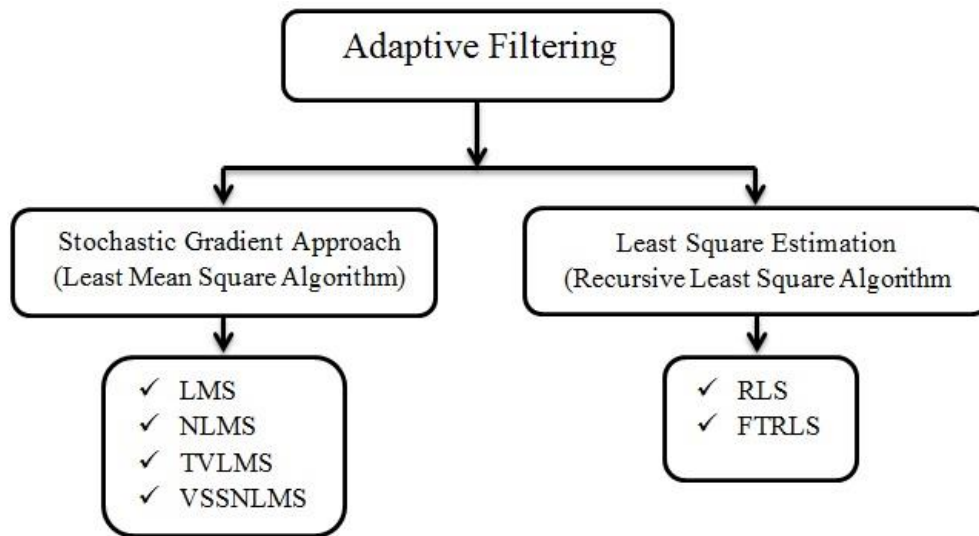 Adaptive Filtering
Stochastic Gradient Approach
(Least Mean Square Algorithm)
Least Square Estimation
(Recursive Least Square Algorithm
✓ LMS
✓ NLMS
✓ TVLMS
✓ VSSNLMS
✓ RLS
✓ FTRLS